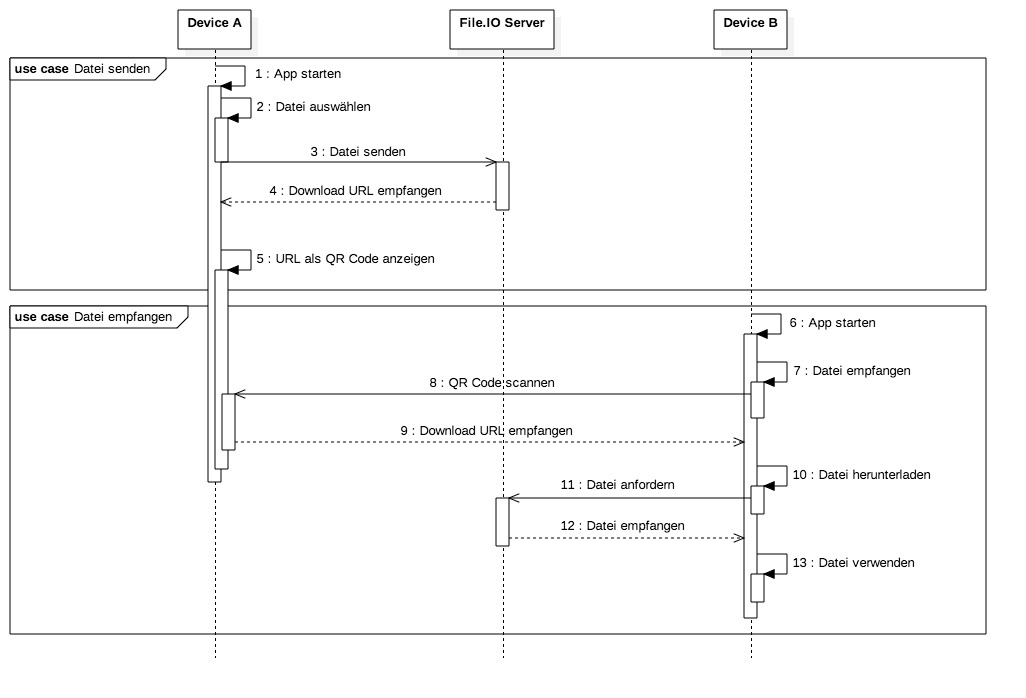 Device A
File.IO Server
Device B
use case Datei senden
1 : App starten
2 : Datei auswählen
3 : Datei senden
4 : Download URL empfangen
5 : URL als QR Code anzeigen
use case Datei empfangen
6 : App starten
7 : Datei empfangen
8 : QR Code scannen
9 : Download URL empfangen
10 : Datei herunterladen
11 : Datei anfordern
12 : Datei empfangen
13 : Datei verwenden